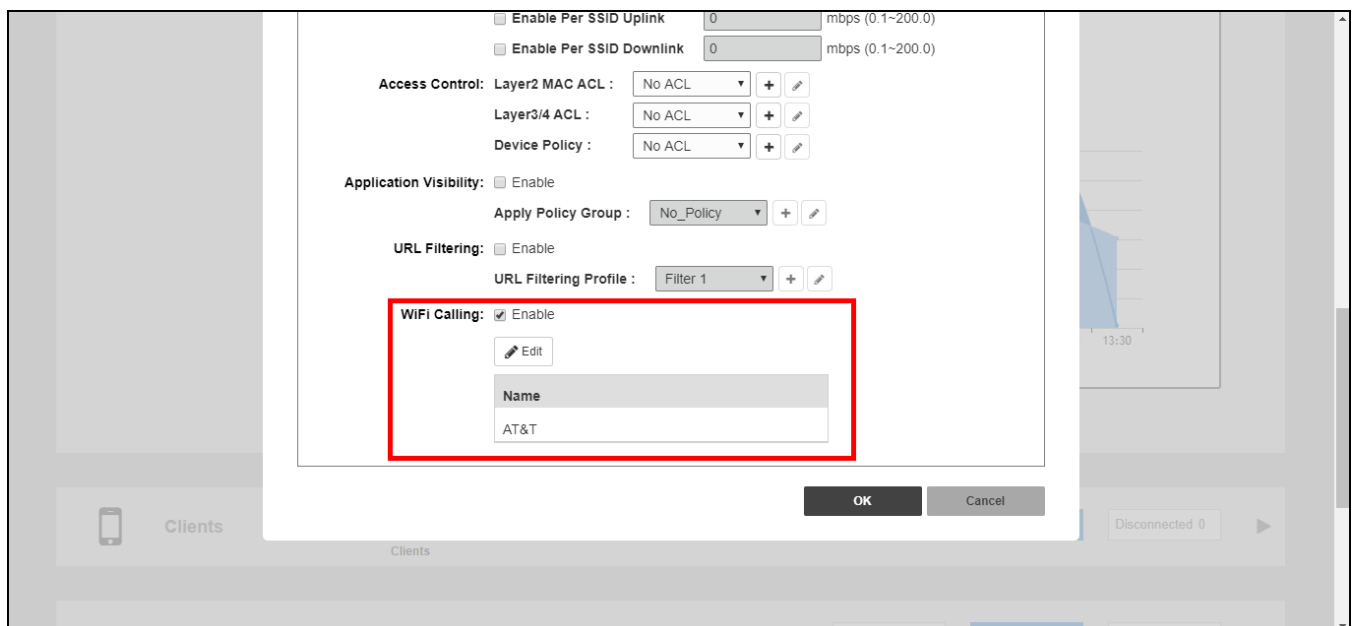 Enable Per SSID Uplink 0 mbps (0.1~200.0)
Enable Per SSID Downlink 0 mbps (0.1~200.0)
Access Control: Layer2 MAC ACL : No ACL
Layer3/4 ACL : No ACL
Device Policy : No ACL
Application Visibility: Enable
Apply Policy Group : No_Policy
URL Filtering: Enable
URL Filtering Profile : Filter 1
WiFi Calling: Enable
13:30
Edit
Name
AT&T
OK Cancel
Clients Disconnected 0
Clients